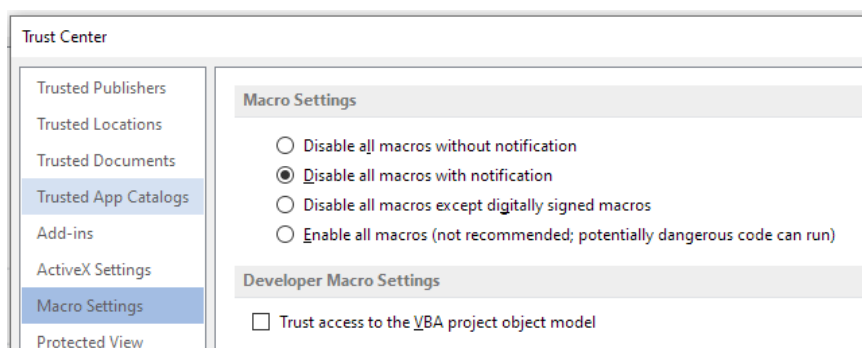 Trust Center
Trusted Publishers
Trusted Locations
Trusted Documents
Trusted App Catalogs
Add-ins
ActiveX Settings
Macro Settings
Protected View
Macro Settings
Disable all macros without notification
Disable all macros with notification
Disable all macros except digitally signed macros
Enable all macros (not recommended; potentially dangerous code can run)
Developer Macro Settings
Trust access to the VBA project object model